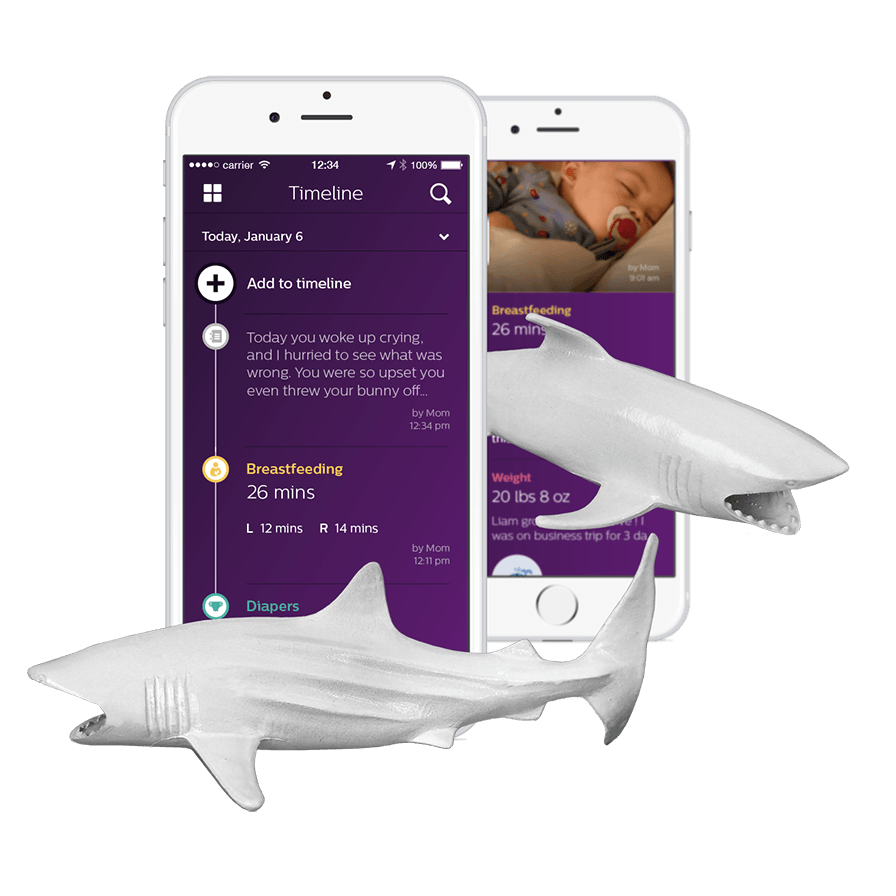 carrier 12:34 100%
Timeline
Today, January 6
Add to timeline
Today you woke up crying,
and I hurried to see what was
wrong. You were so upset you
even threw your bunny off...
by Mom
12:34 pm
Breastfeeding
26 mins
L 12 mins R 14 mins
by Mom
12:11 pm
Diapers
by Mom
9:01 am
Breastfeeding
26 mins
Weight
20 lbs 8 oz
Liam
was on business trip for 3 da